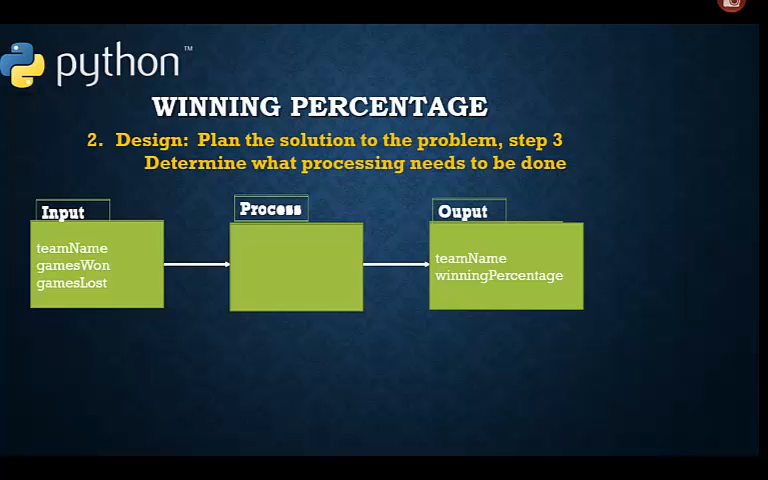 python™
WINNING PERCENTAGE
2. Design: Plan the solution to the problem, step 3
Determine what processing needs to be done
Input
Process
Ouput
teamName
gamesWon
gamesLost
teamName
winningPercentage